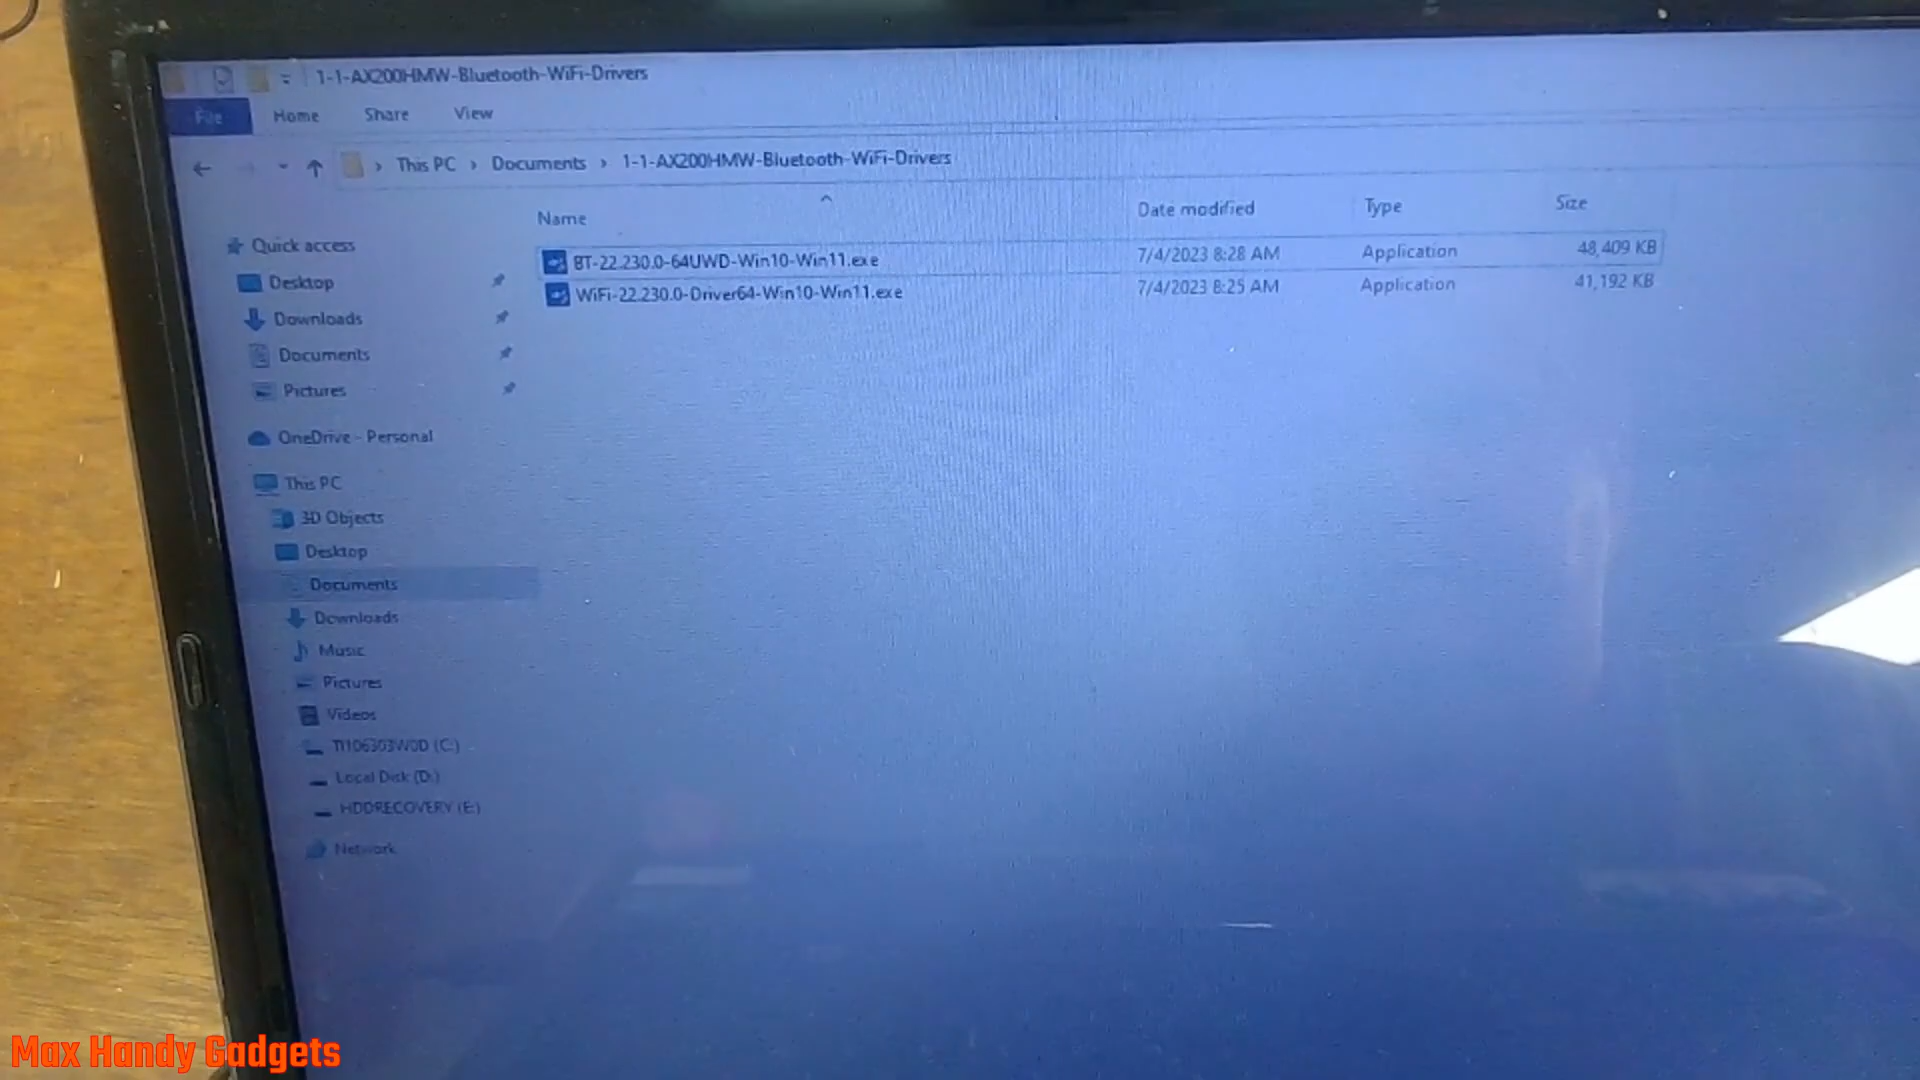 1-1-AX200HMW-Bluetooth-WiFi-Drivers
File Home Share View
This PC Documents 1-1-AX200HMW-Bluetooth-WiFi-Drivers
Name Date modified Type Size
BT-22.230.0-64UWD-Win10-Win11.exe 7/4/2023 8:28 AM Application 48,409 KB
WiFi-22.230.0-Driver64-Win10-Win11.exe 7/4/2023 8:25 AM Application 41,192 KB
Quick access
Desktop
Downloads
Documents
Pictures
OneDrive - Personal
This PC
3D Objects
Desktop
Documents
Downloads
Music
Pictures
Videos
TI106303W0D (C:)
Local Disk (D:)
HDDRECOVERY (E:)
Network
Max Handy Gadgets